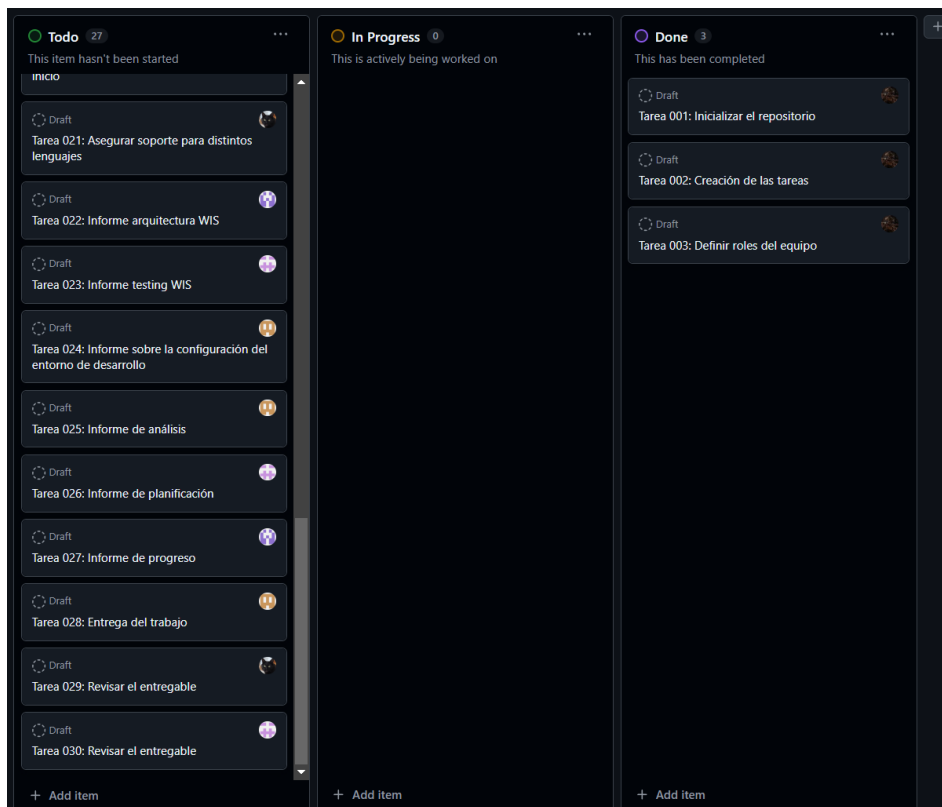 Todo 27
This item hasn't been started
Inicio
Draft
Tarea 021: Asegurar soporte para distintos
lenguajes
Draft
Tarea 022: Informe arquitectura WIS
Draft
Tarea 023: Informe testing WIS
Draft
Tarea 024: Informe sobre la configuración del
entorno de desarrollo
Draft
Tarea 025: Informe de análisis
Draft
Tarea 026: Informe de planificación
Draft
Tarea 027: Informe de progreso
Draft
Tarea 028: Entrega del trabajo
Draft
Tarea 029: Revisar el entregable
Draft
Tarea 030: Revisar el entregable
+ Add item
In Progress 0
This is actively being worked on
+ Add item
Done 3
This has been completed
Draft
Tarea 001: Inicializar el repositorio
Draft
Tarea 002: Creación de las tareas
Draft
Tarea 003: Definir roles del equipo
+ Add item